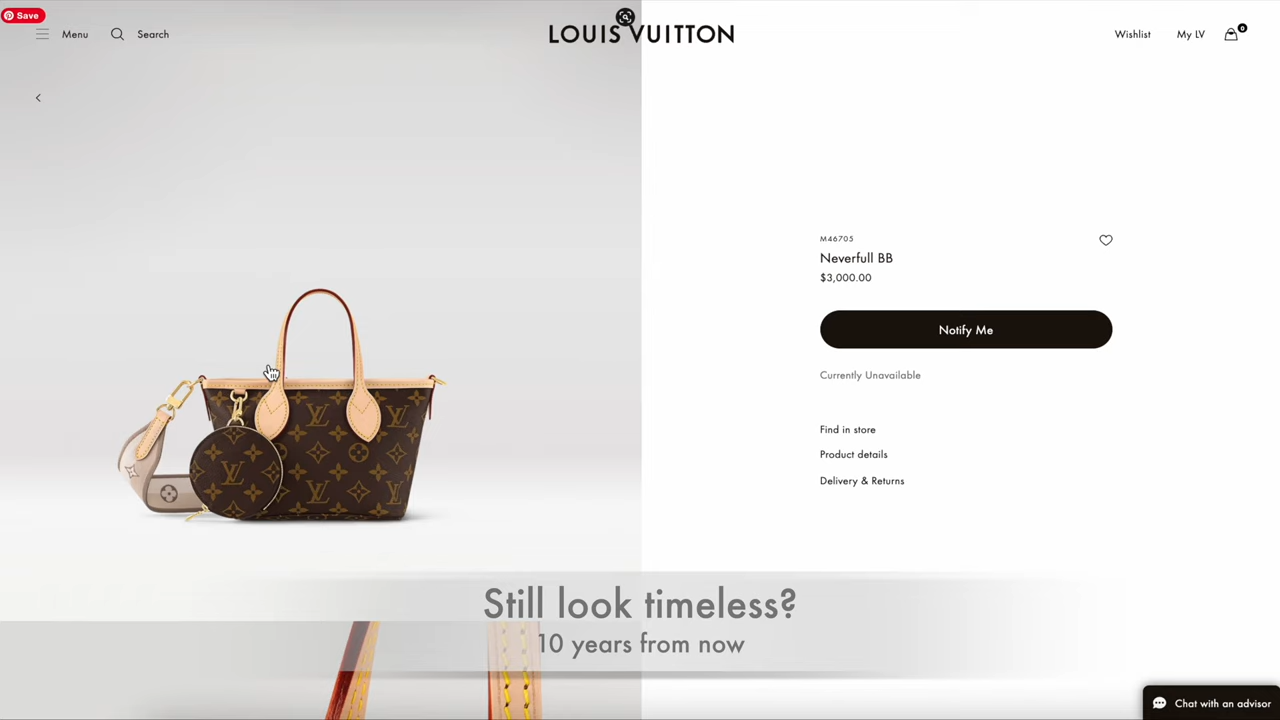 Save
Menu
Search
LOUIS VUITTON
Wishlist
My LV
0
M46705
Neverfull BB
$3,000.00
Notify Me
Currently Unavailable
Find in store
Product details
Delivery & Returns
Still look timeless?
10 years from now
Chat with an advisor